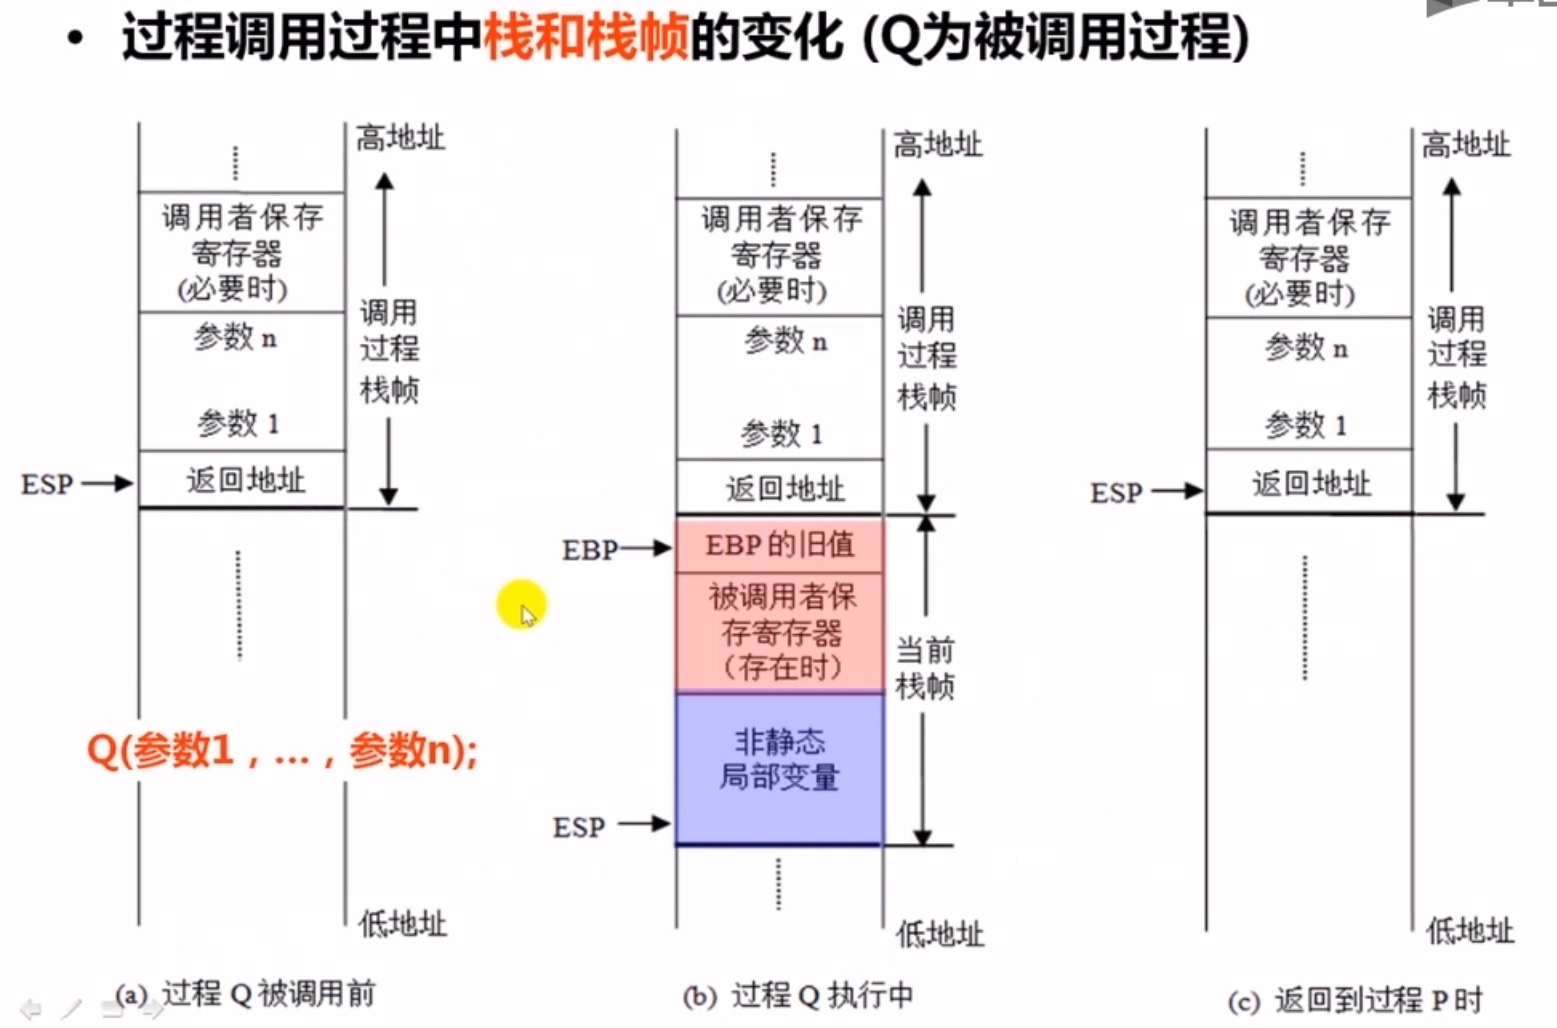 • 过程调用过程中栈和栈帧的变化 (Q为被调用过程)
高地址
调用者保存
寄存器
(必要时)
参数 n
参数 1
返回地址
ESP
调用
过程
栈帧
Q(参数1，…，参数n);
低地址
(a) 过程 Q 被调用前
高地址
调用者保存
寄存器
(必要时)
参数 n
参数 1
返回地址
调用
过程
栈帧
EBP
EBP 的旧值
被调用者保
存寄存器
（存在时）
非静态
局部变量
ESP
当前
栈帧
低地址
(b) 过程 Q 执行中
高地址
调用者保存
寄存器
(必要时)
参数 n
参数 1
返回地址
ESP
调用
过程
栈帧
低地址
(c) 返回到过程 P 时